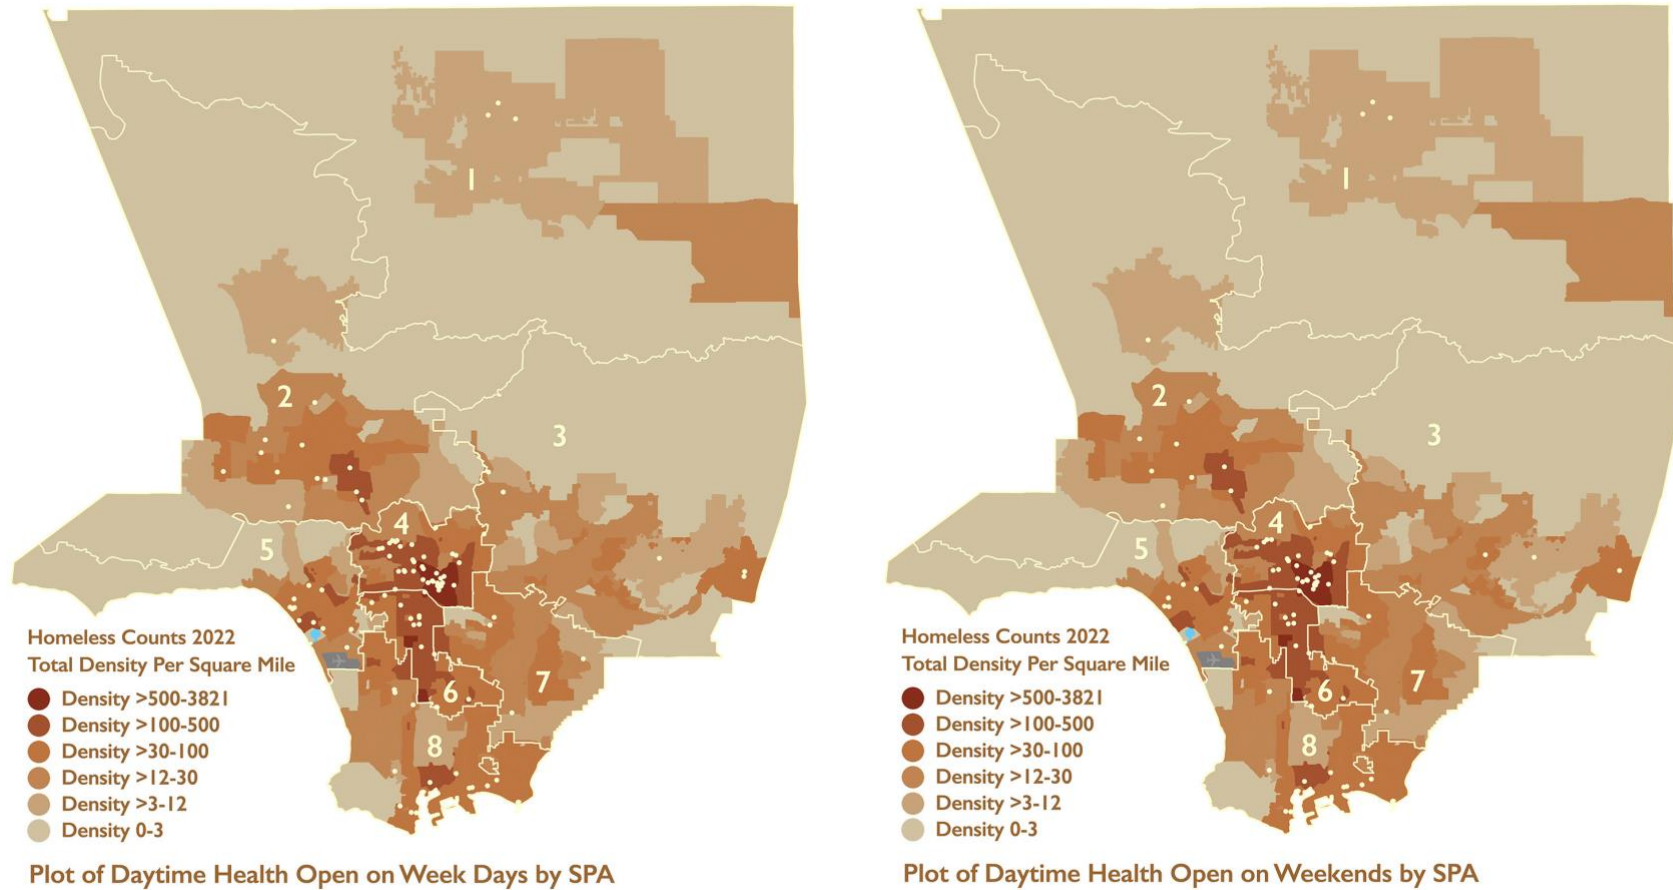 1
2
3
4
5
6
7
8
Homeless Counts 2022
Total Density Per Square Mile
Density >500-3821
Density >100-500
Density >30-100
Density >12-30
Density >3-12
Density 0-3
Plot of Daytime Health Open on Week Days by SPA
1
2
3
4
5
6
7
8
Homeless Counts 2022
Total Density Per Square Mile
Density >500-3821
Density >100-500
Density >30-100
Density >12-30
Density >3-12
Density 0-3
Plot of Daytime Health Open on Weekends by SPA